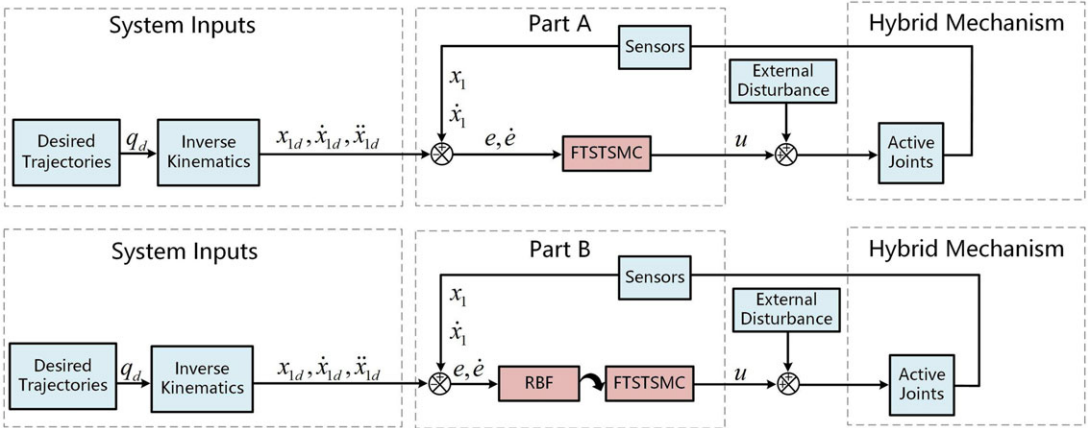 System Inputs
Part A
Hybrid Mechanism
Sensors
External
Disturbance
x₁
ẋ₁
Desired
Trajectories
q_d
Inverse
Kinematics
x₁d, ẋ₁d, ẍ₁d
e, ė
FTSTSMC
u
Active
Joints
System Inputs
Part B
Hybrid Mechanism
Sensors
External
Disturbance
x₁
ẋ₁
Desired
Trajectories
q_d
Inverse
Kinematics
x₁d, ẋ₁d, ẍ₁d
e, ė
RBF
FTSTSMC
u
Active
Joints